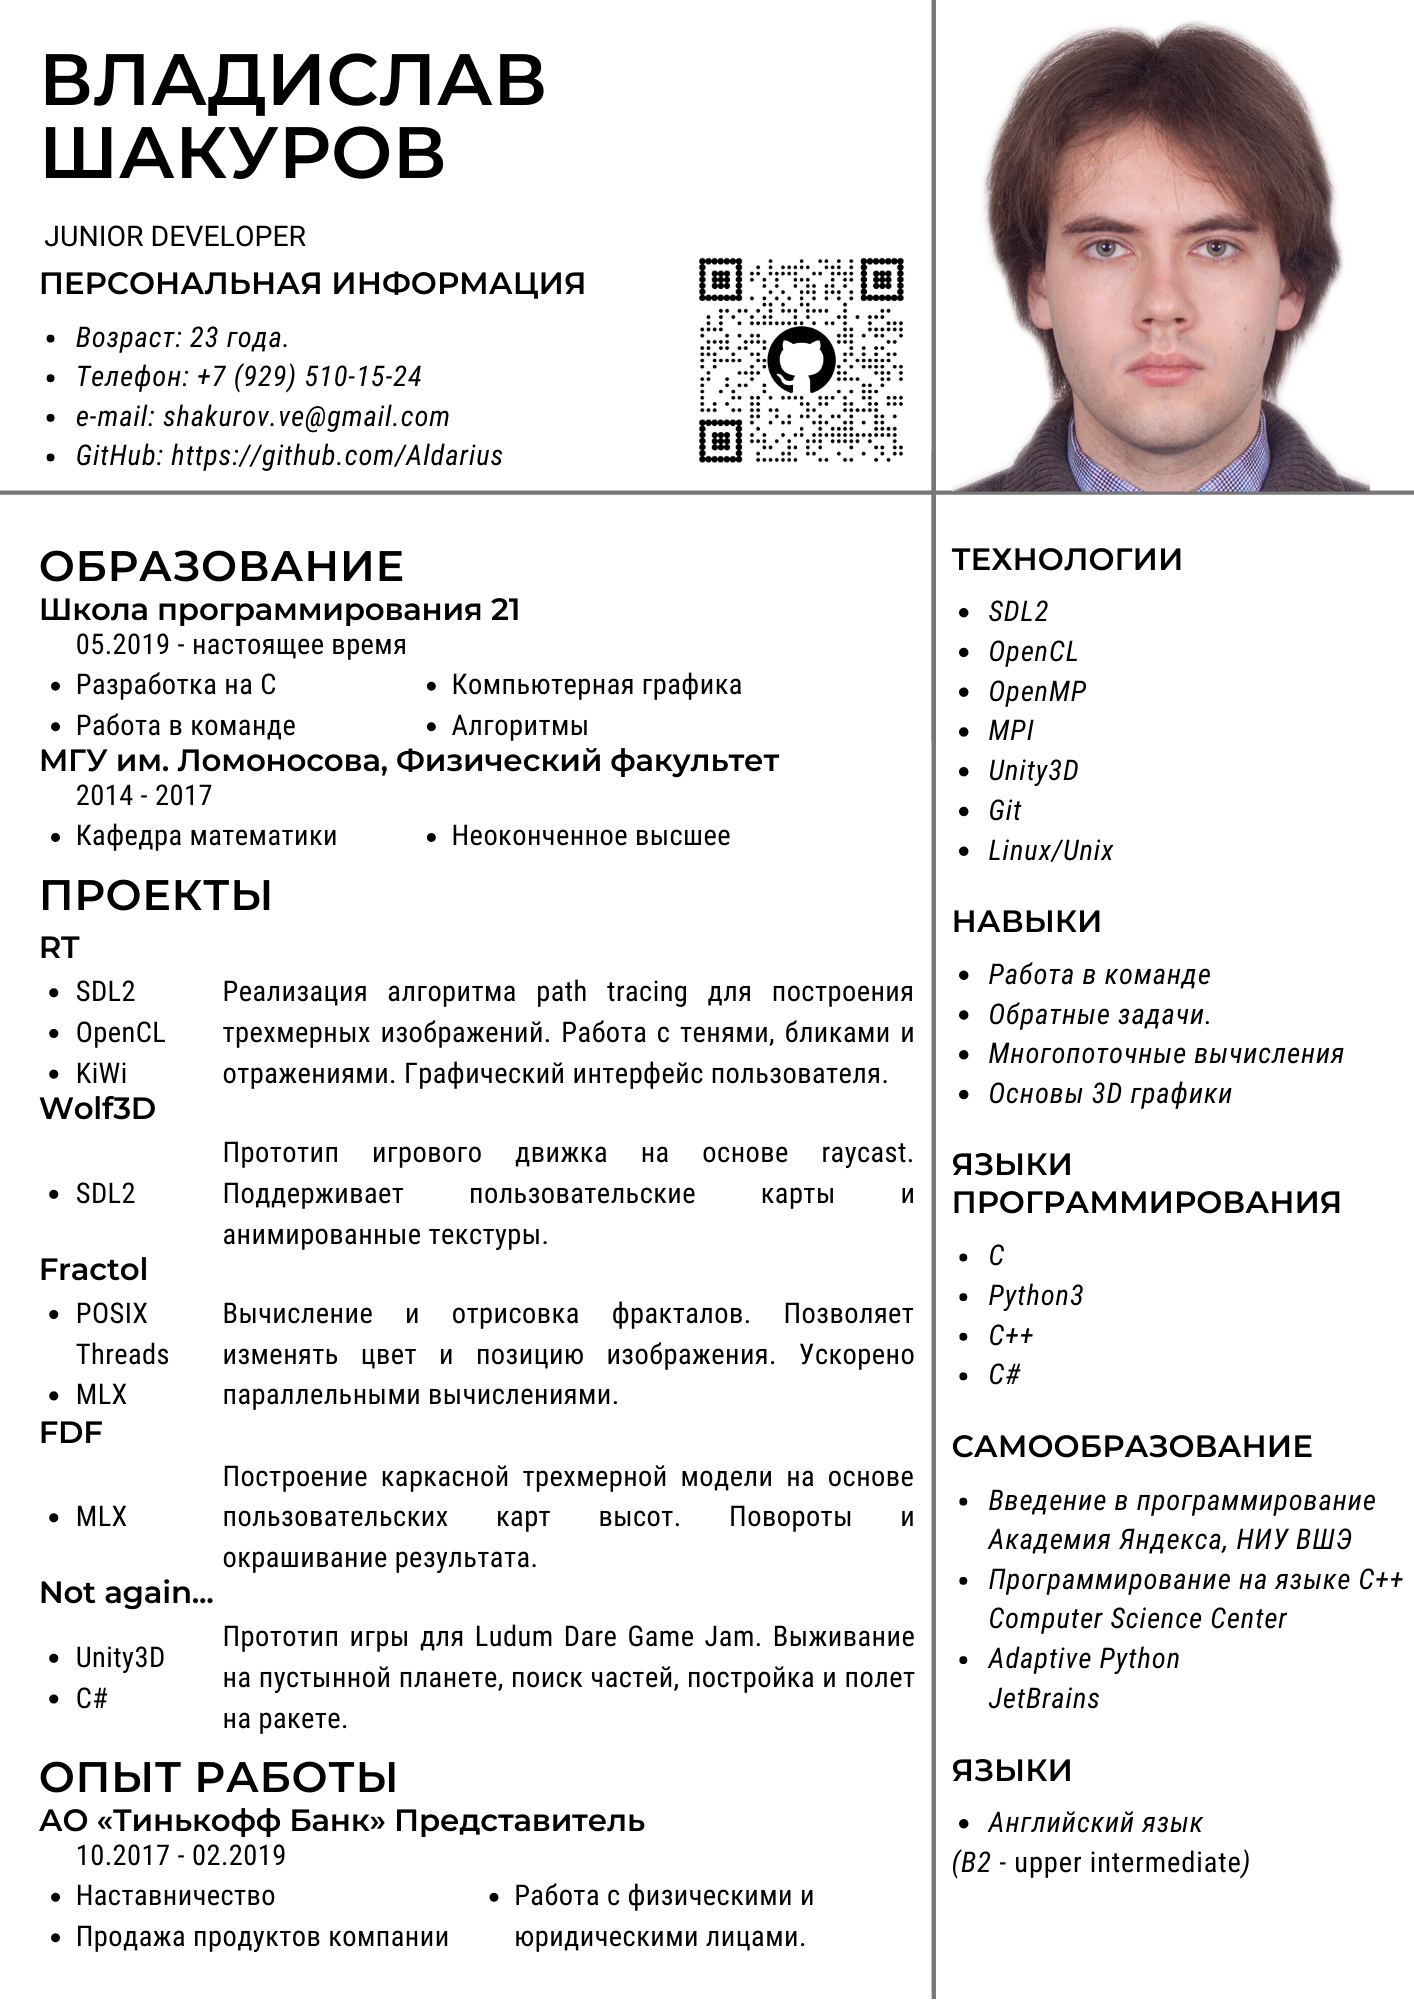 ВЛАДИСЛАВ
ШАКУРОВ
JUNIOR DEVELOPER
ПЕРСОНАЛЬНАЯ ИНФОРМАЦИЯ
• Возраст: 23 года.
• Телефон: +7 (929) 510-15-24
• e-mail: shakurov.ve@gmail.com
• GitHub: https://github.com/Aldarius
ОБРАЗОВАНИЕ
Школа программирования 21
05.2019 - настоящее время
• Разработка на С
• Работа в команде
• Компьютерная графика
• Алгоритмы
МГУ им. Ломоносова, Физический факультет
2014 - 2017
• Кафедра математики
• Неоконченное высшее
ПРОЕКТЫ
RT
• SDL2
• OpenCL
• KiWi
Реализация алгоритма path tracing для построения
трехмерных изображений. Работа с тенями, бликами и
отражениями. Графический интерфейс пользователя.
Wolf3D
• SDL2
Прототип игрового движка на основе raycast.
Поддерживает пользовательские карты и
анимированные текстуры.
Fractol
• POSIX
Threads
• MLX
Вычисление и отрисовка фракталов. Позволяет
изменять цвет и позицию изображения. Ускорено
параллельными вычислениями.
FDF
• MLX
Построение каркасной трехмерной модели на основе
пользовательских карт высот. Повороты и
окрашивание результата.
Not again...
• Unity3D
• C#
Прототип игры для Ludum Dare Game Jam. Выживание
на пустынной планете, поиск частей, постройка и полет
на ракете.
ОПЫТ РАБОТЫ
АО «Тинькофф Банк» Представитель
10.2017 - 02.2019
• Наставничество
• Продажа продуктов компании
• Работа с физическими и
юридическими лицами.
ТЕХНОЛОГИИ
• SDL2
• OpenCL
• OpenMP
• MPI
• Unity3D
• Git
• Linux/Unix
НАВЫКИ
• Работа в команде
• Обратные задачи.
• Многопоточные вычисления
• Основы 3D графики
ЯЗЫКИ
ПРОГРАММИРОВАНИЯ
• C
• Python3
• C++
• C#
САМООБРАЗОВАНИЕ
• Введение в программирование
Академия Яндекса, НИУ ВШЭ
• Программирование на языке C++
Computer Science Center
• Adaptive Python
JetBrains
ЯЗЫКИ
• Английский язык
(B2 - upper intermediate)